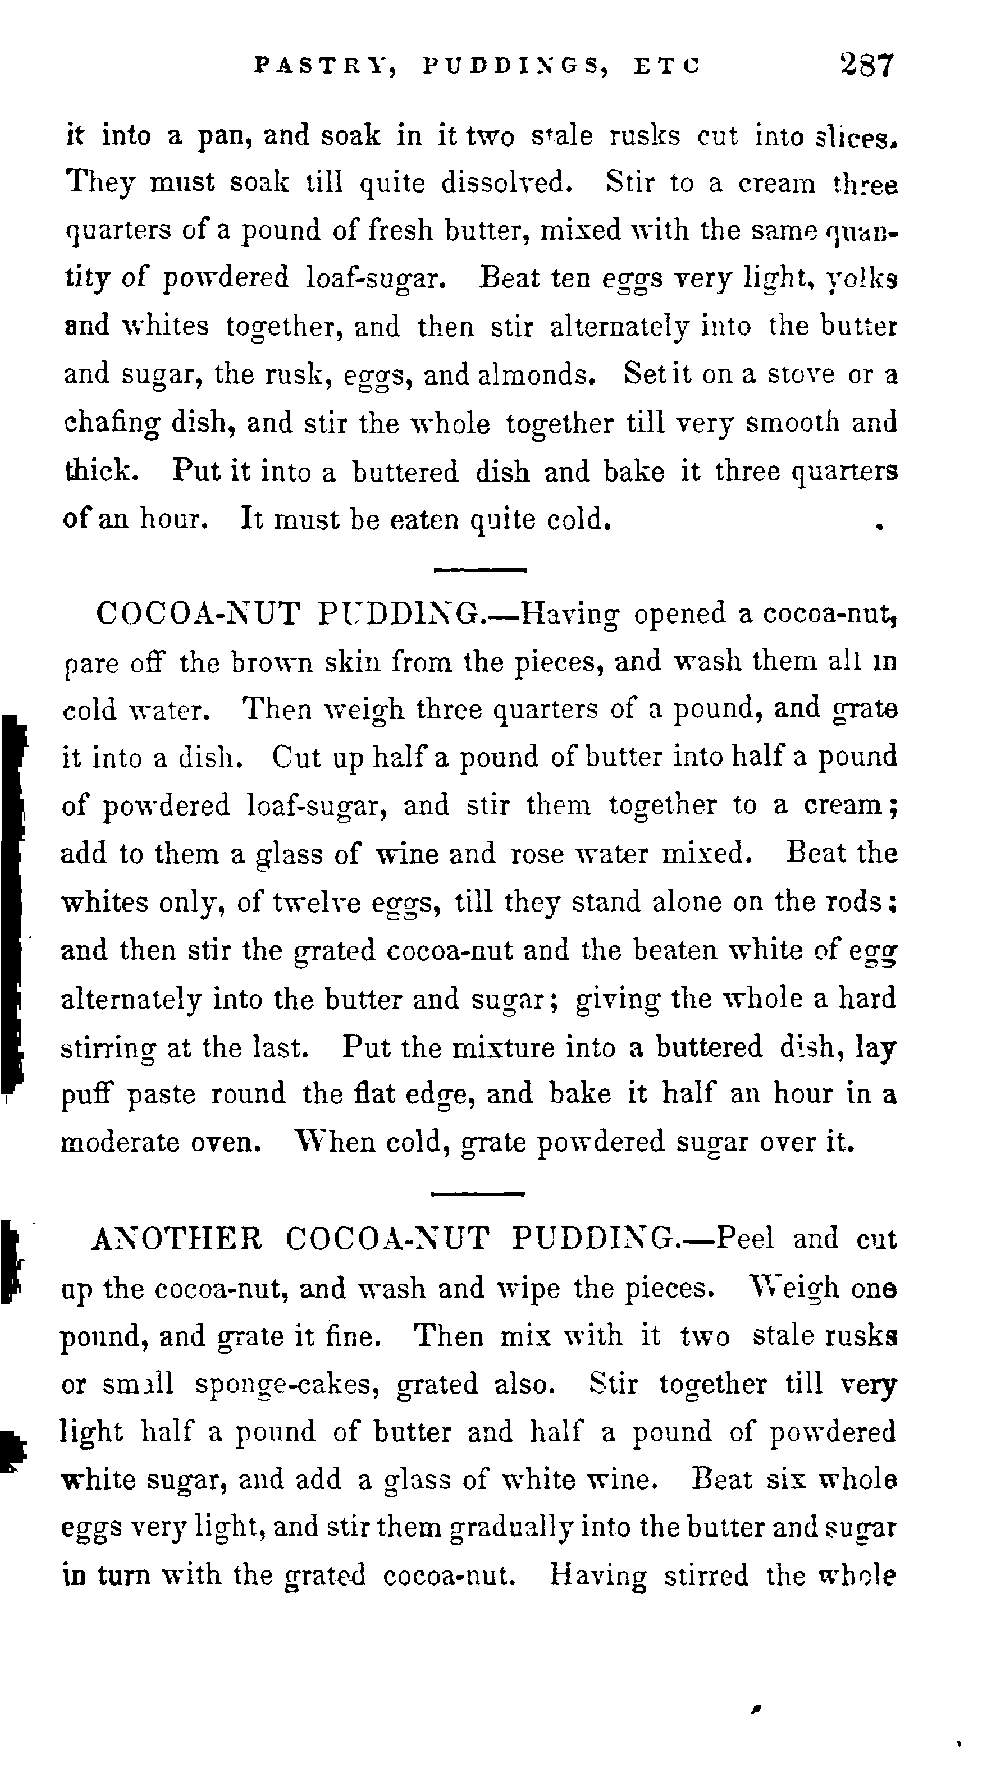 PASTRY, PUDDINGS, ETC 287
it into a pan, and soak in it two stale rusks cut into slices.
They must soak till quite dissolved. Stir to a cream three
quarters of a pound of fresh butter, mixed with the same quan-
tity of powdered loaf-sugar. Beat ten eggs very light, yolks
and whites together, and then stir alternately into the butter
and sugar, the rusk, eggs, and almonds. Set it on a stove or a
chafing dish, and stir the whole together till very smooth and
thick. Put it into a buttered dish and bake it three quarters
of an hour. It must be eaten quite cold.
COCOA-NUT PUDDING.—Having opened a cocoa-nut,
pare off the brown skin from the pieces, and wash them all in
cold water. Then weigh three quarters of a pound, and grate
it into a dish. Cut up half a pound of butter into half a pound
of powdered loaf-sugar, and stir them together to a cream;
add to them a glass of wine and rose water mixed. Beat the
whites only, of twelve eggs, till they stand alone on the rods;
and then stir the grated cocoa-nut and the beaten white of egg
alternately into the butter and sugar; giving the whole a hard
stirring at the last. Put the mixture into a buttered dish, lay
puff paste round the flat edge, and bake it half an hour in a
moderate oven. When cold, grate powdered sugar over it.
ANOTHER COCOA-NUT PUDDING.—Peel and cut
up the cocoa-nut, and wash and wipe the pieces. Weigh one
pound, and grate it fine. Then mix with it two stale rusks
or small sponge-cakes, grated also. Stir together till very
light half a pound of butter and half a pound of powdered
white sugar, and add a glass of white wine. Beat six whole
eggs very light, and stir them gradually into the butter and sugar
in turn with the grated cocoa-nut. Having stirred the whole